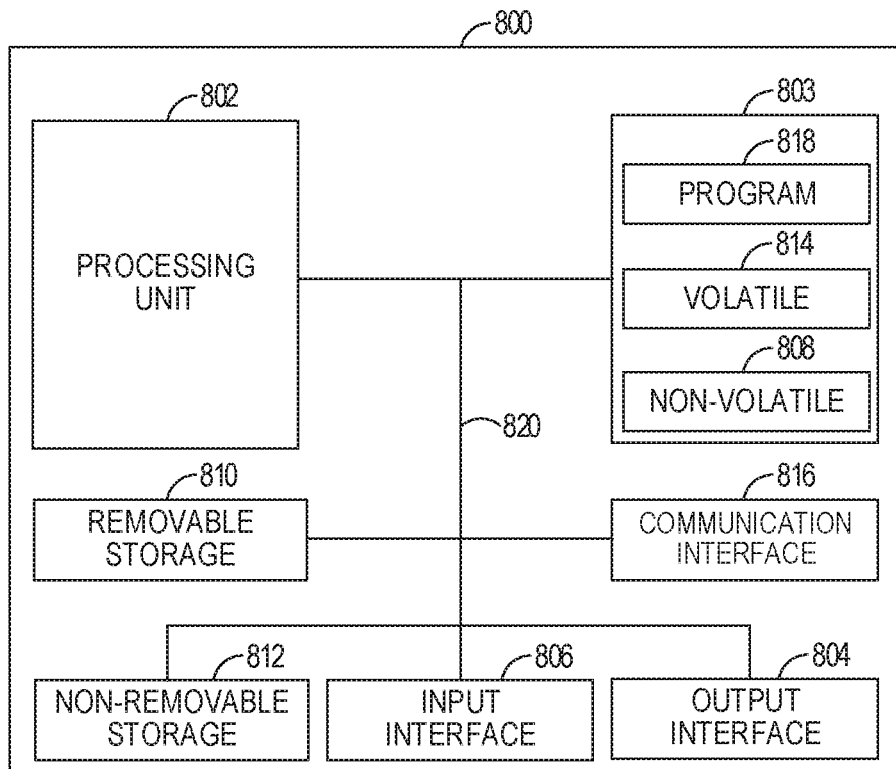 800
802
PROCESSING
UNIT
803
818
PROGRAM
814
VOLATILE
808
NON-VOLATILE
820
810
REMOVABLE
STORAGE
816
COMMUNICATION
INTERFACE
812
NON-REMOVABLE
STORAGE
806
INPUT
INTERFACE
804
OUTPUT
INTERFACE